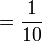 = 1/10